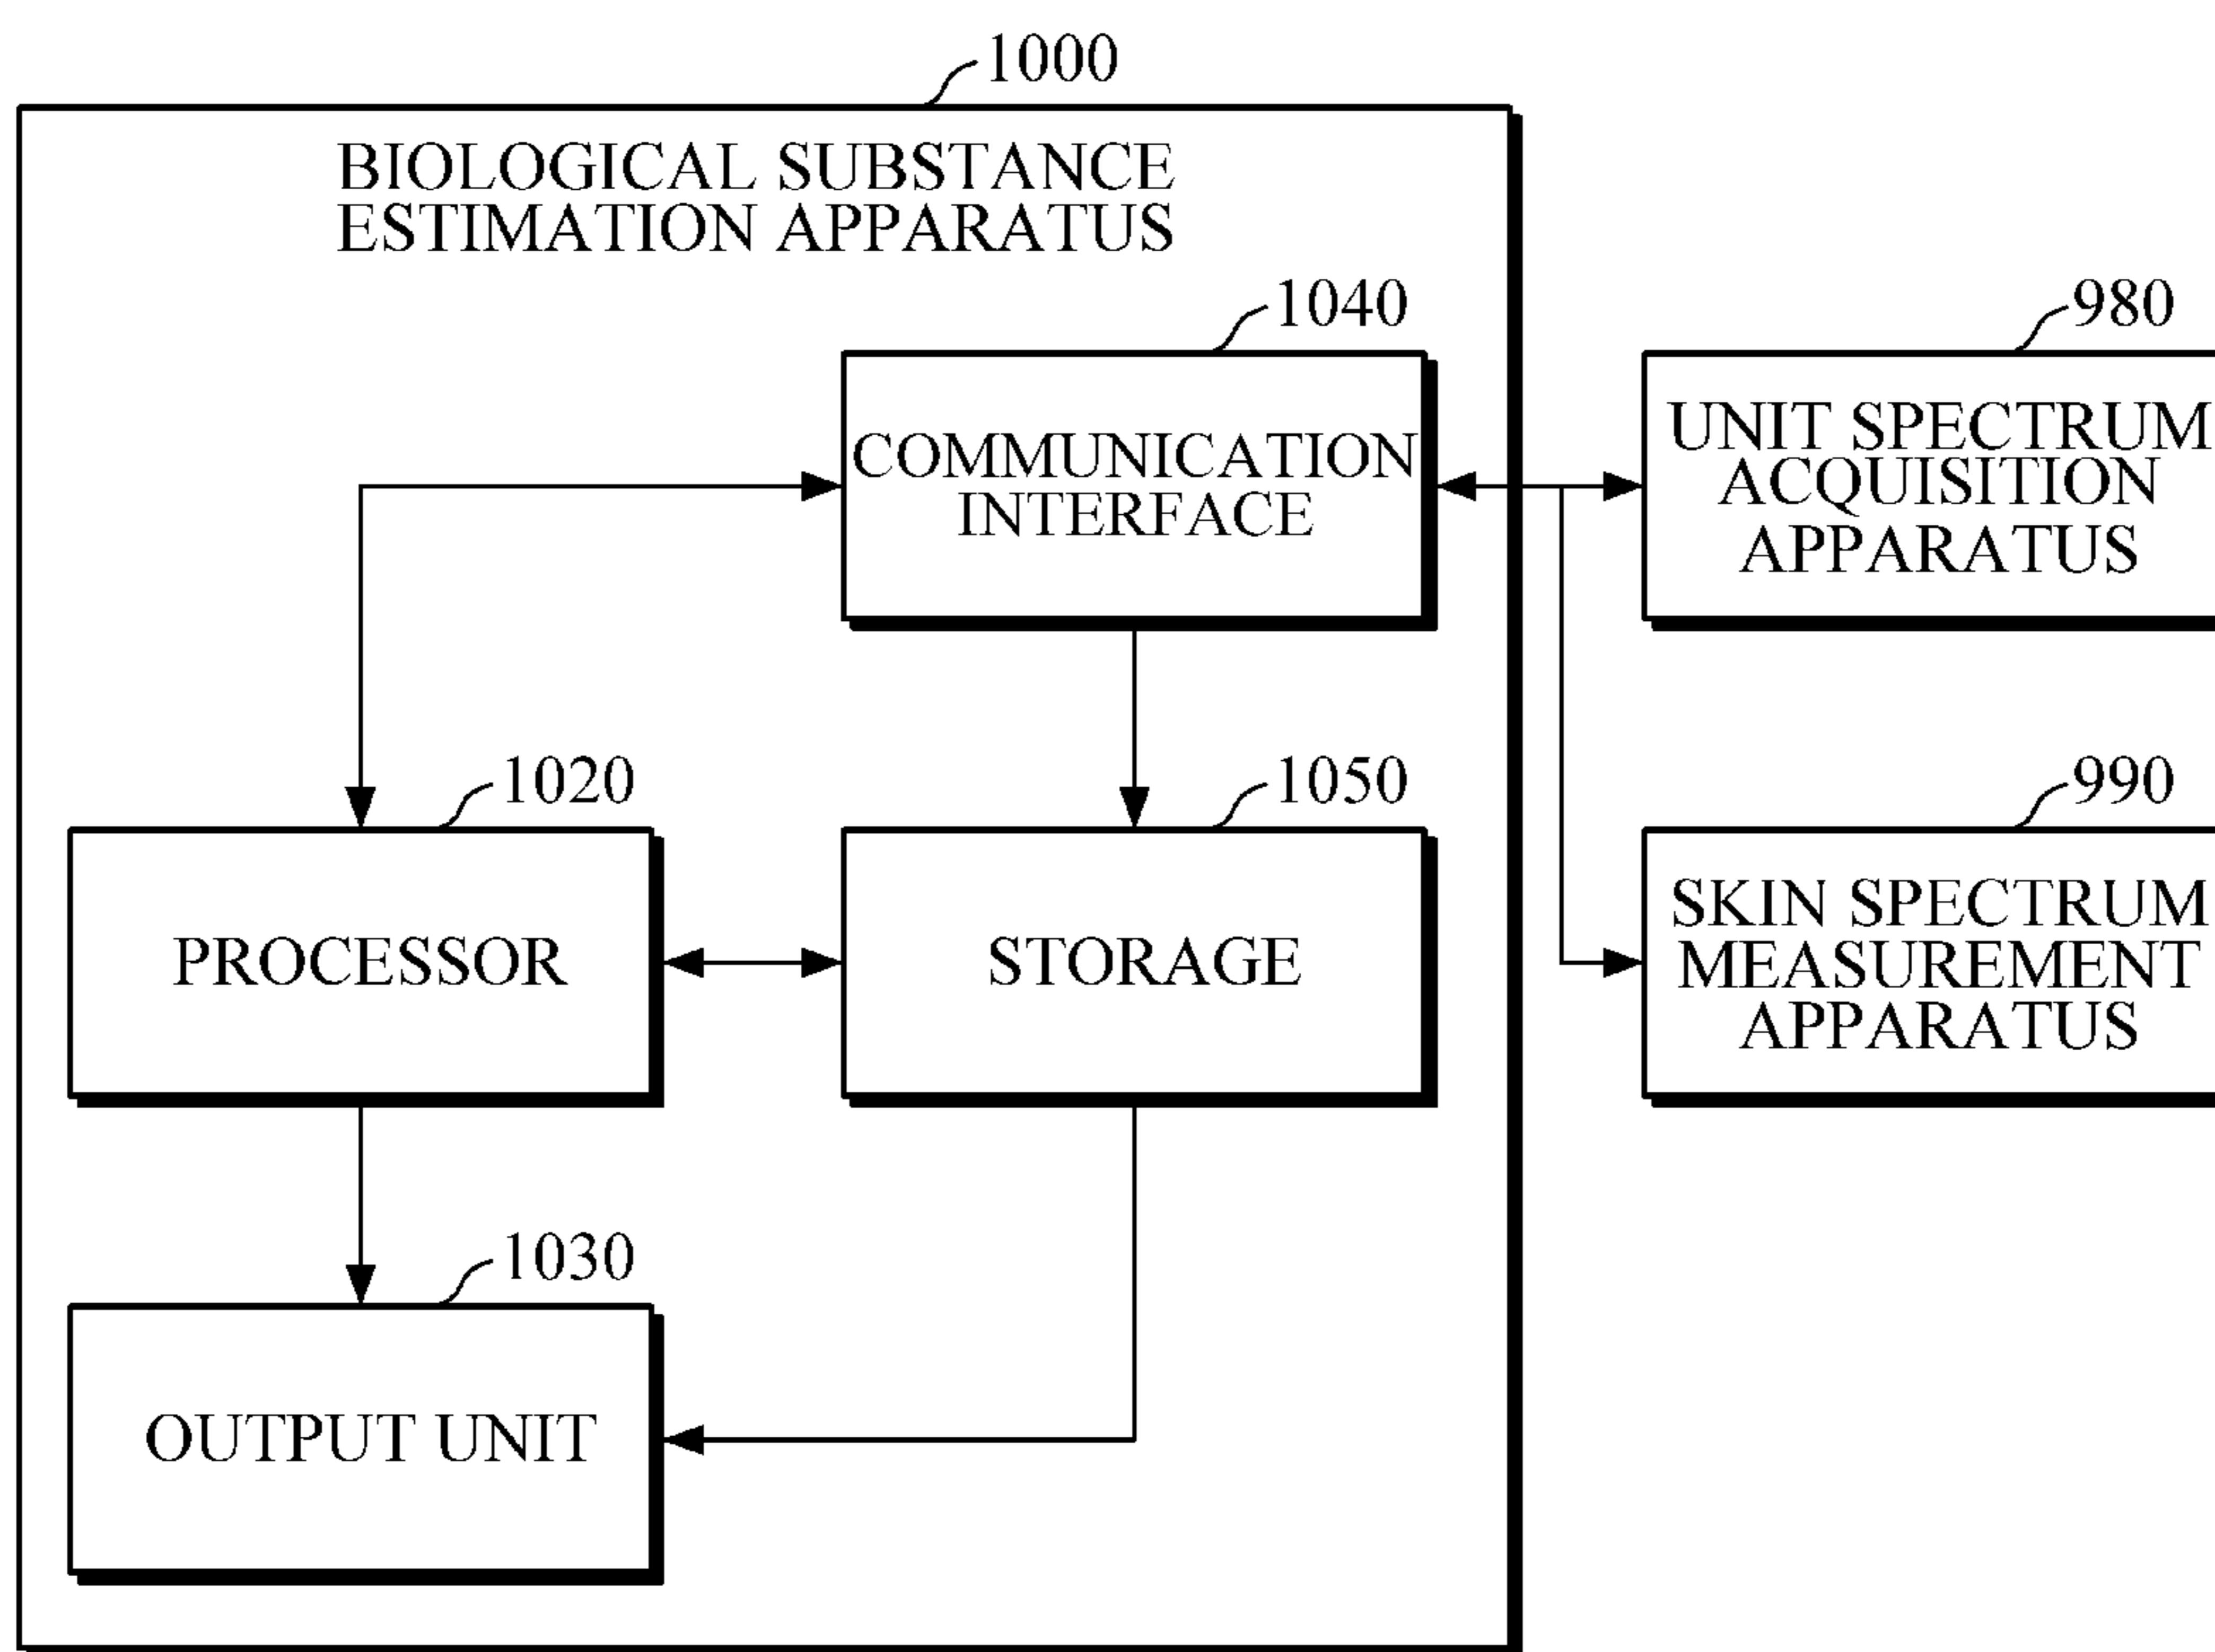 1000
BIOLOGICAL SUBSTANCE
ESTIMATION APPARATUS
1040
COMMUNICATION
INTERFACE
980
UNIT SPECTRUM
ACQUISITION
APPARATUS
1020
PROCESSOR
1050
STORAGE
990
SKIN SPECTRUM
MEASUREMENT
APPARATUS
1030
OUTPUT UNIT